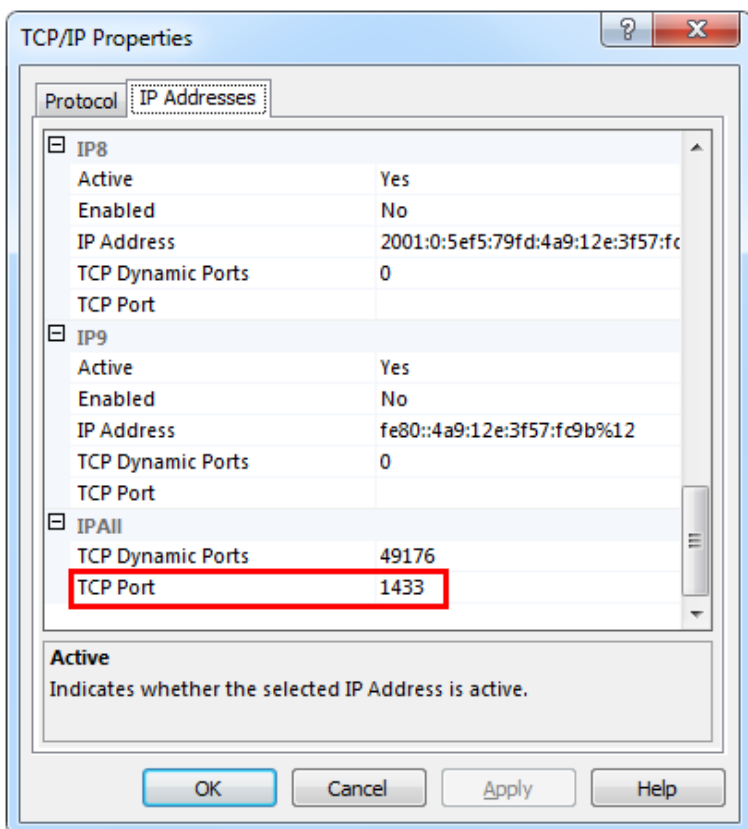 TCP/IP Properties
Protocol IP Addresses
IP8
Active Yes
Enabled No
IP Address 2001:0:5ef5:79fd:4a9:12e:3f57:fc
TCP Dynamic Ports 0
TCP Port
IP9
Active Yes
Enabled No
IP Address fe80::4a9:12e:3f57:fc9b%12
TCP Dynamic Ports 0
TCP Port
IPAll
TCP Dynamic Ports 49176
TCP Port 1433
Active
Indicates whether the selected IP Address is active.
OK Cancel Apply Help